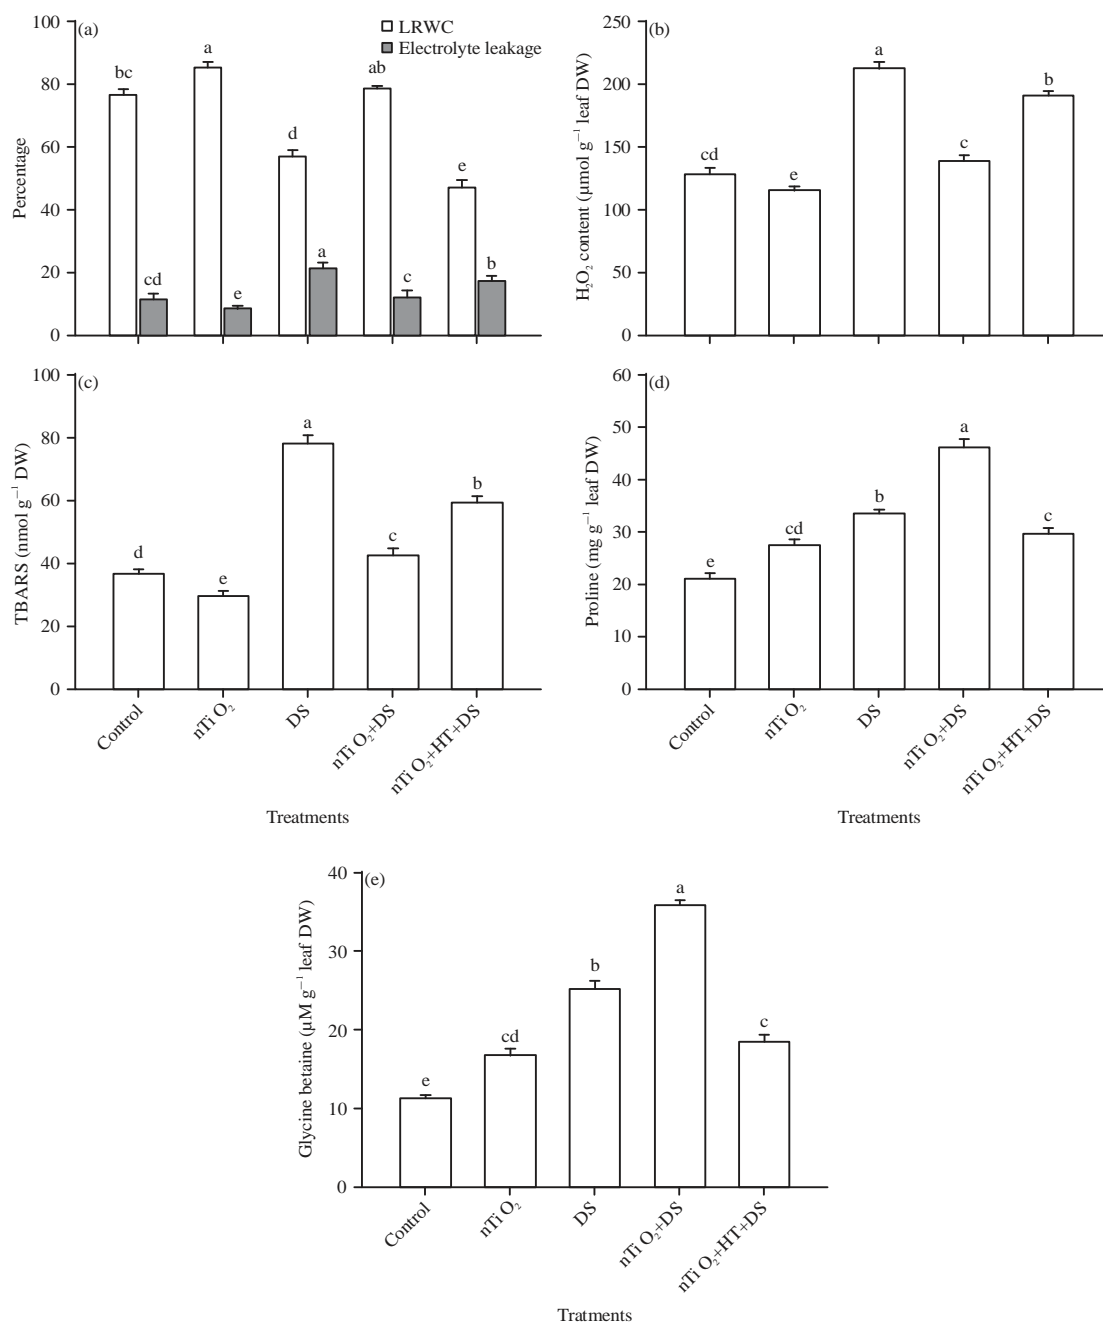 (a)
LRWC
Electrolyte leakage
100
80
60
40
20
0
Percentage
bc
a
d
ab
e
cd
e
a
c
b
(b)
250
200
150
100
50
0
H₂O₂ content (µmol g⁻¹ leaf DW)
cd
e
a
c
b
(c)
100
80
60
40
20
0
TBARS (nmol g⁻¹ DW)
d
e
a
c
b
Control
nTi O₂
DS
nTi O₂+DS
nTi O₂+HT+DS
Treatments
(d)
60
50
40
30
20
10
0
Proline (mg g⁻¹ leaf DW)
e
cd
b
a
c
Control
nTi O₂
DS
nTi O₂+DS
nTi O₂+HT+DS
Treatments
(e)
40
30
20
10
0
Glycine betaine (µM g⁻¹ leaf DW)
e
cd
b
a
c
Control
nTi O₂
DS
nTi O₂+DS
nTi O₂+HT+DS
Tratments